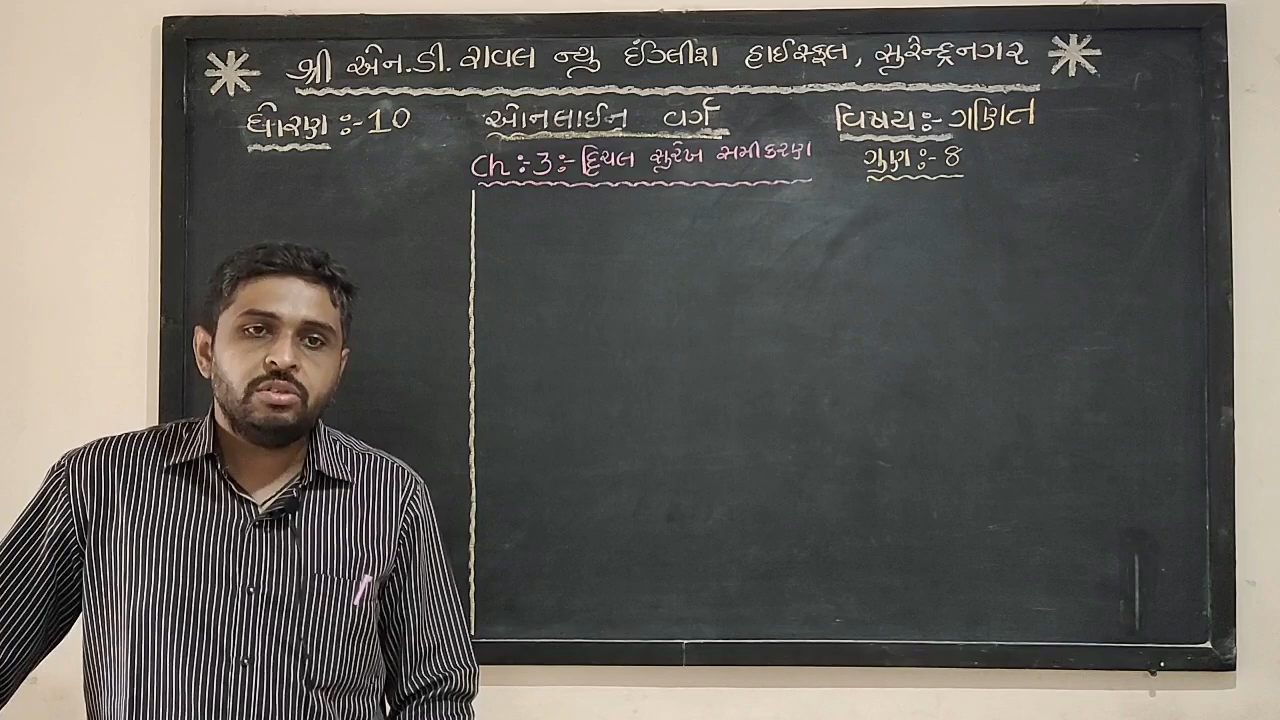 શ્રી એન.ડી. રાવલ ન્યુ ઇંગ્લીશ હાઈસ્કૂલ, સુરેન્દ્રનગર
ધોરણ :- 10 ઓનલાઈન વર્ગ વિષય :- ગણિત
Ch : 3 :- દ્વિચલ સુરેખ સમીકરણ ગુણ :- 8